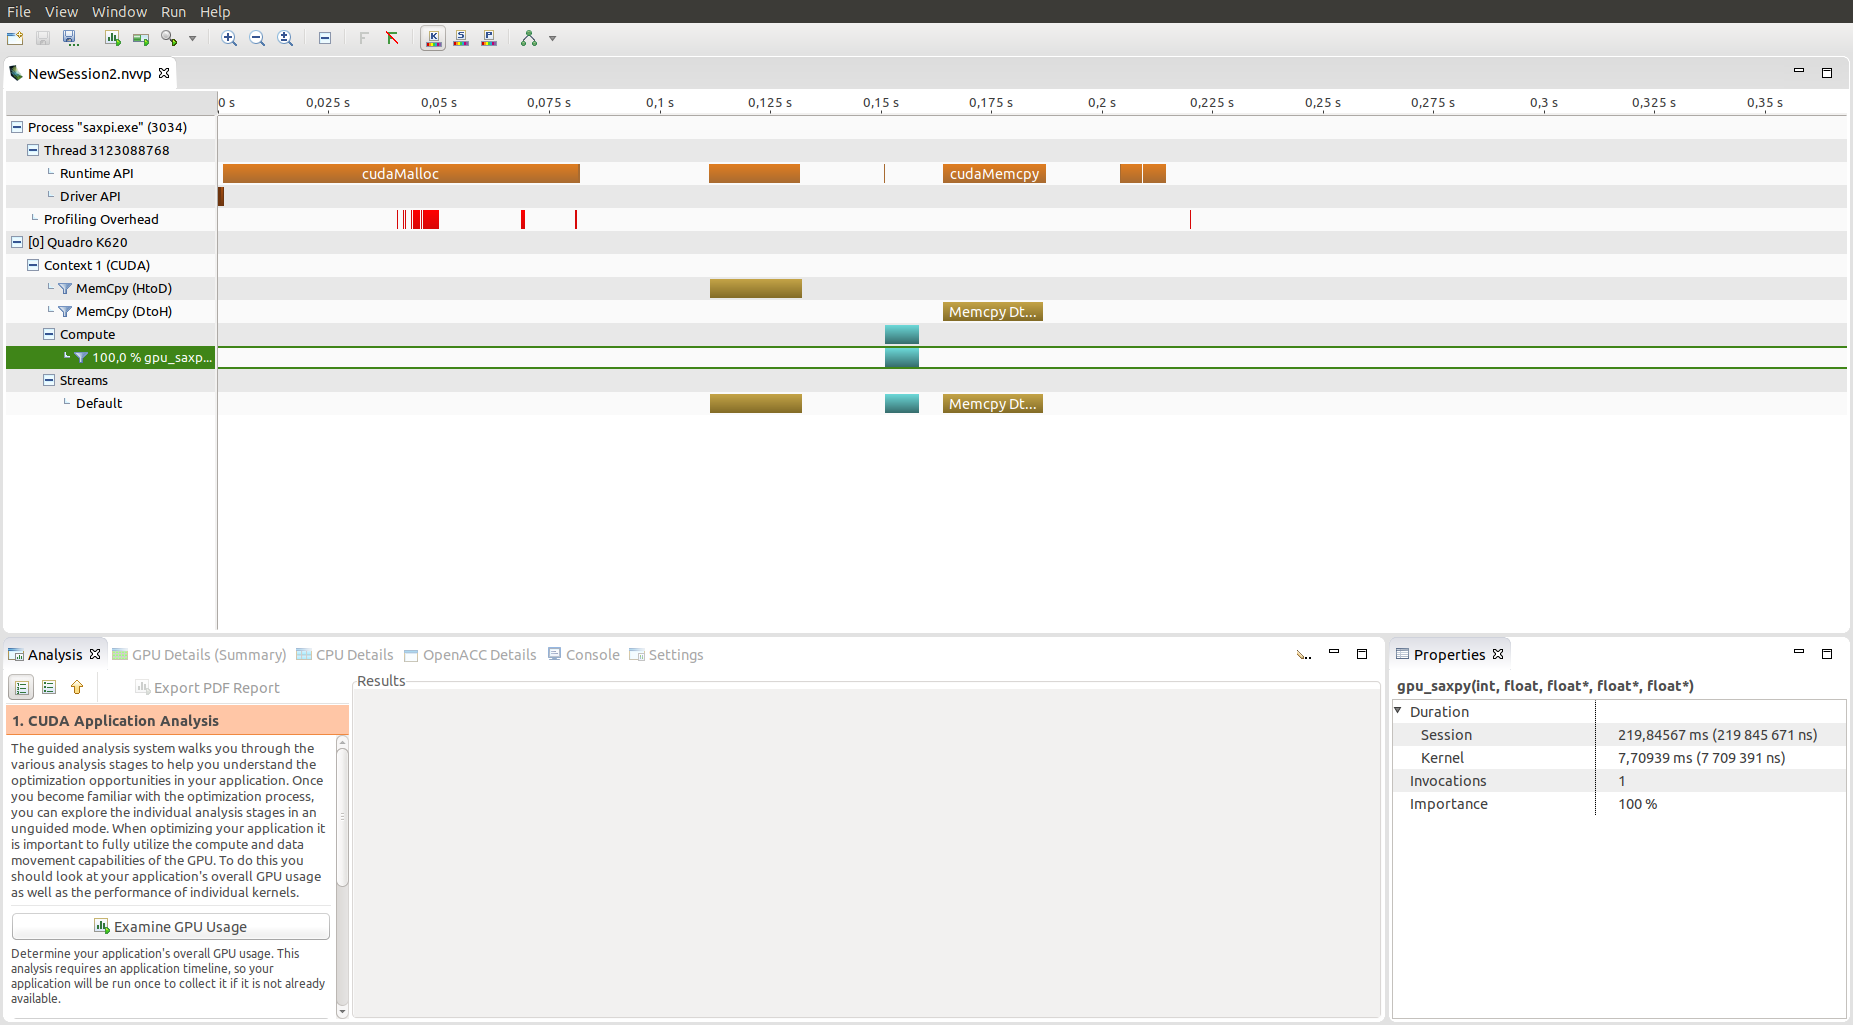 File View Window Run Help
NewSession2.nvvp
0 s 0,025 s 0,05 s 0,075 s 0,1 s 0,125 s 0,15 s 0,175 s 0,2 s 0,225 s 0,25 s 0,275 s 0,3 s 0,325 s 0,35 s
Process "saxpi.exe" (3034)
Thread 3123088768
Runtime API cudaMalloc cudaMemcpy
Driver API
Profiling Overhead
[0] Quadro K620
Context 1 (CUDA)
MemCpy (HtoD)
MemCpy (DtoH) Memcpy Dt...
Compute
100,0 % gpu_saxp...
Streams
Default Memcpy Dt...
Analysis GPU Details (Summary) CPU Details OpenACC Details Console Settings
Export PDF Report
1. CUDA Application Analysis
The guided analysis system walks you through the
various analysis stages to help you understand the
optimization opportunities in your application. Once
you become familiar with the optimization process,
you can explore the individual analysis stages in an
unguided mode. When optimizing your application it
is important to fully utilize the compute and data
movement capabilities of the GPU. To do this you
should look at your application's overall GPU usage
as well as the performance of individual kernels.
Examine GPU Usage
Determine your application's overall GPU usage. This
analysis requires an application timeline, so your
application will be run once to collect it if it is not already
available.
Results
Properties
gpu_saxpy(int, float, float*, float*, float*)
Duration
Session 219,84567 ms (219 845 671 ns)
Kernel 7,70939 ms (7 709 391 ns)
Invocations 1
Importance 100 %